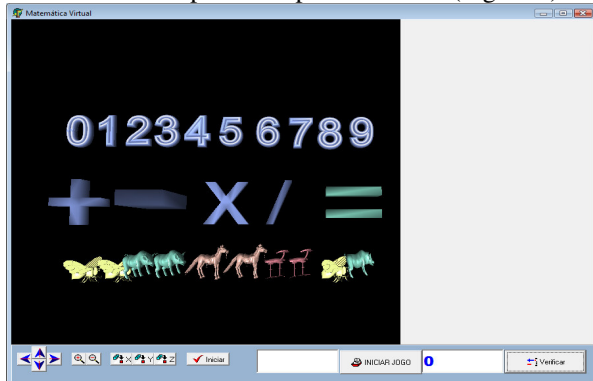 Matemática Virtual
0123456789
+ - X / =
X Y Z Iniciar INICIAR JOGO 0 Verificar